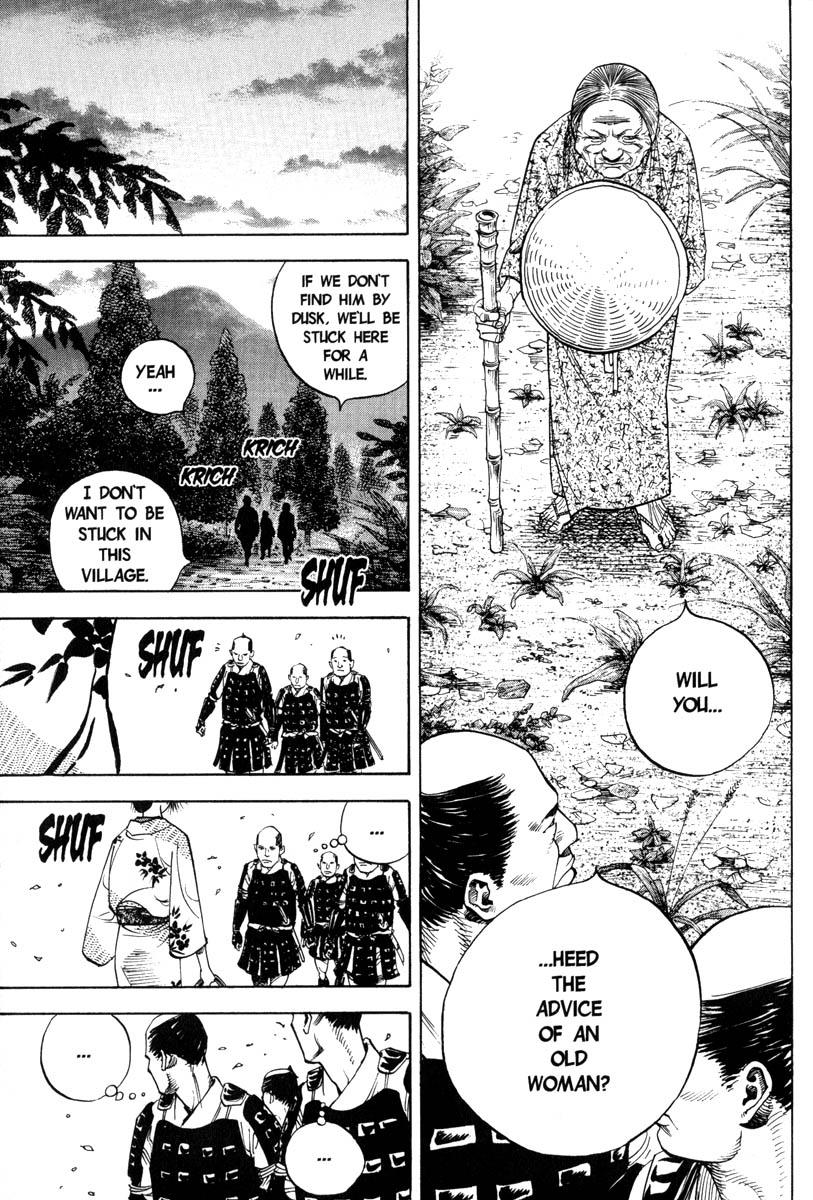 WILL
YOU...
...HEED
THE
ADVICE
OF AN
OLD
WOMAN?
IF WE DON'T
FIND HIM BY
DUSK, WE'LL BE
STUCK HERE
FOR A
WHILE.
YEAH
...
KRICH
KRICH
I DON'T
WANT TO BE
STUCK IN
THIS
VILLAGE.
SHUF
SHUF
...
SHUF
...
...